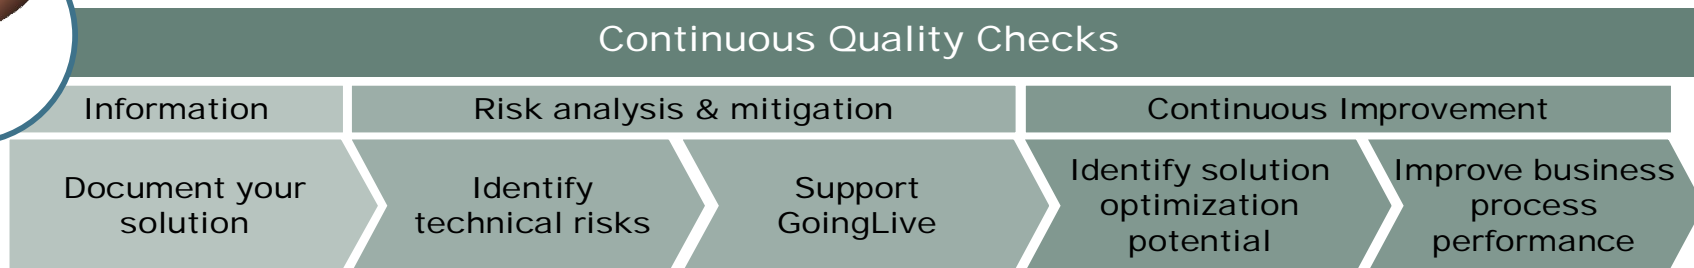 Continuous Quality Checks
Information
Risk analysis & mitigation
Continuous Improvement
Document your
solution
Identify
technical risks
Support
GoingLive
Identify solution
optimization
potential
Improve business
process
performance